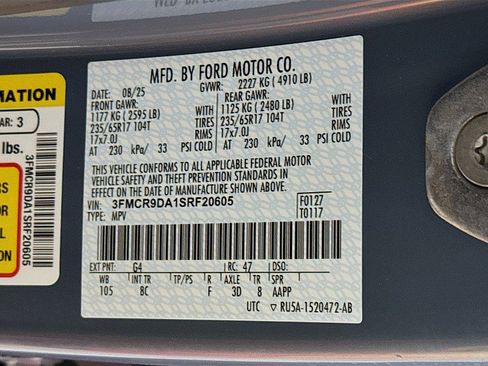 MFD. BY FORD MOTOR CO.
DATE: 08/25 GVWR: 2227 KG (4910 LB)
FRONT GAWR: REAR GAWR:
1177 KG (2595 LB) 1125 KG (2480 LB)
235/65R17 104T TIRES 235/65R17 104T TIRES
17x7.0J RIMS 17x7.0J RIMS
AT 230 kPa/ 33 PSI COLD AT 230 kPa/ 33 PSI COLD
THIS VEHICLE CONFORMS TO ALL APPLICABLE FEDERAL MOTOR
VEHICLE SAFETY AND THEFT PREVENTION STANDARDS IN EFFECT
ON THE DATE OF MANUFACTURE SHOWN ABOVE.
VIN: 3FMCR9DA1SRF20605 F0127
TYPE: MPV T0117
EXT PNT: G4 RC: 47 DSO:
WB INT TR TP/PS R AXLE TR SPR
105 8C F 3D 8 AAPP
UTC ▽ RU5A-1520472-AB
MATION
AR: 3
lbs.
3FMCR9DA1SRF20605
RS
OR
L
ON